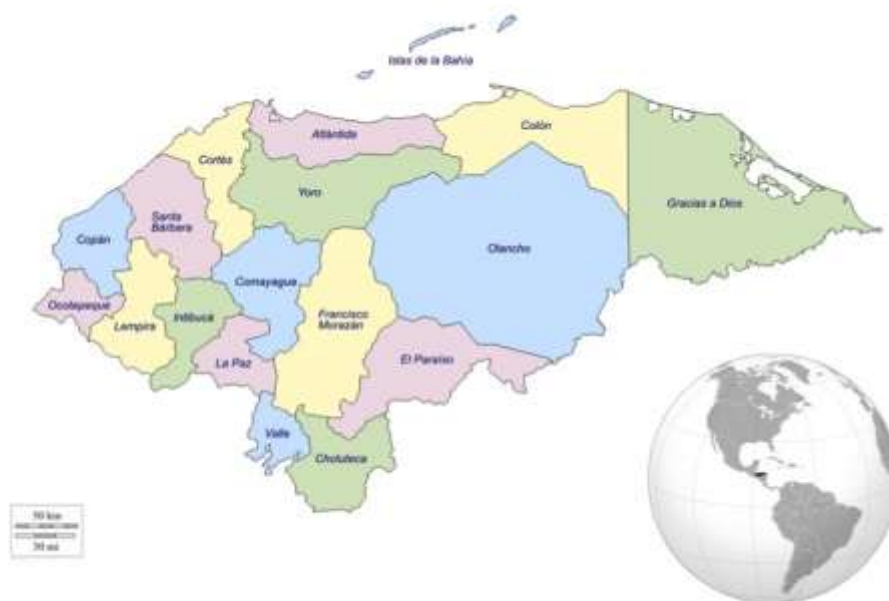 Islas de la Bahía
Atlántida
Colón
Cortés
Yoro
Gracias a Dios
Santa
Bárbara
Copán
Olancho
Comayagua
Ocotepeque
Francisco
Morazán
Intibucá
Lempira
La Paz
El Paraíso
Valle
Choluteca
50 km
30 mi